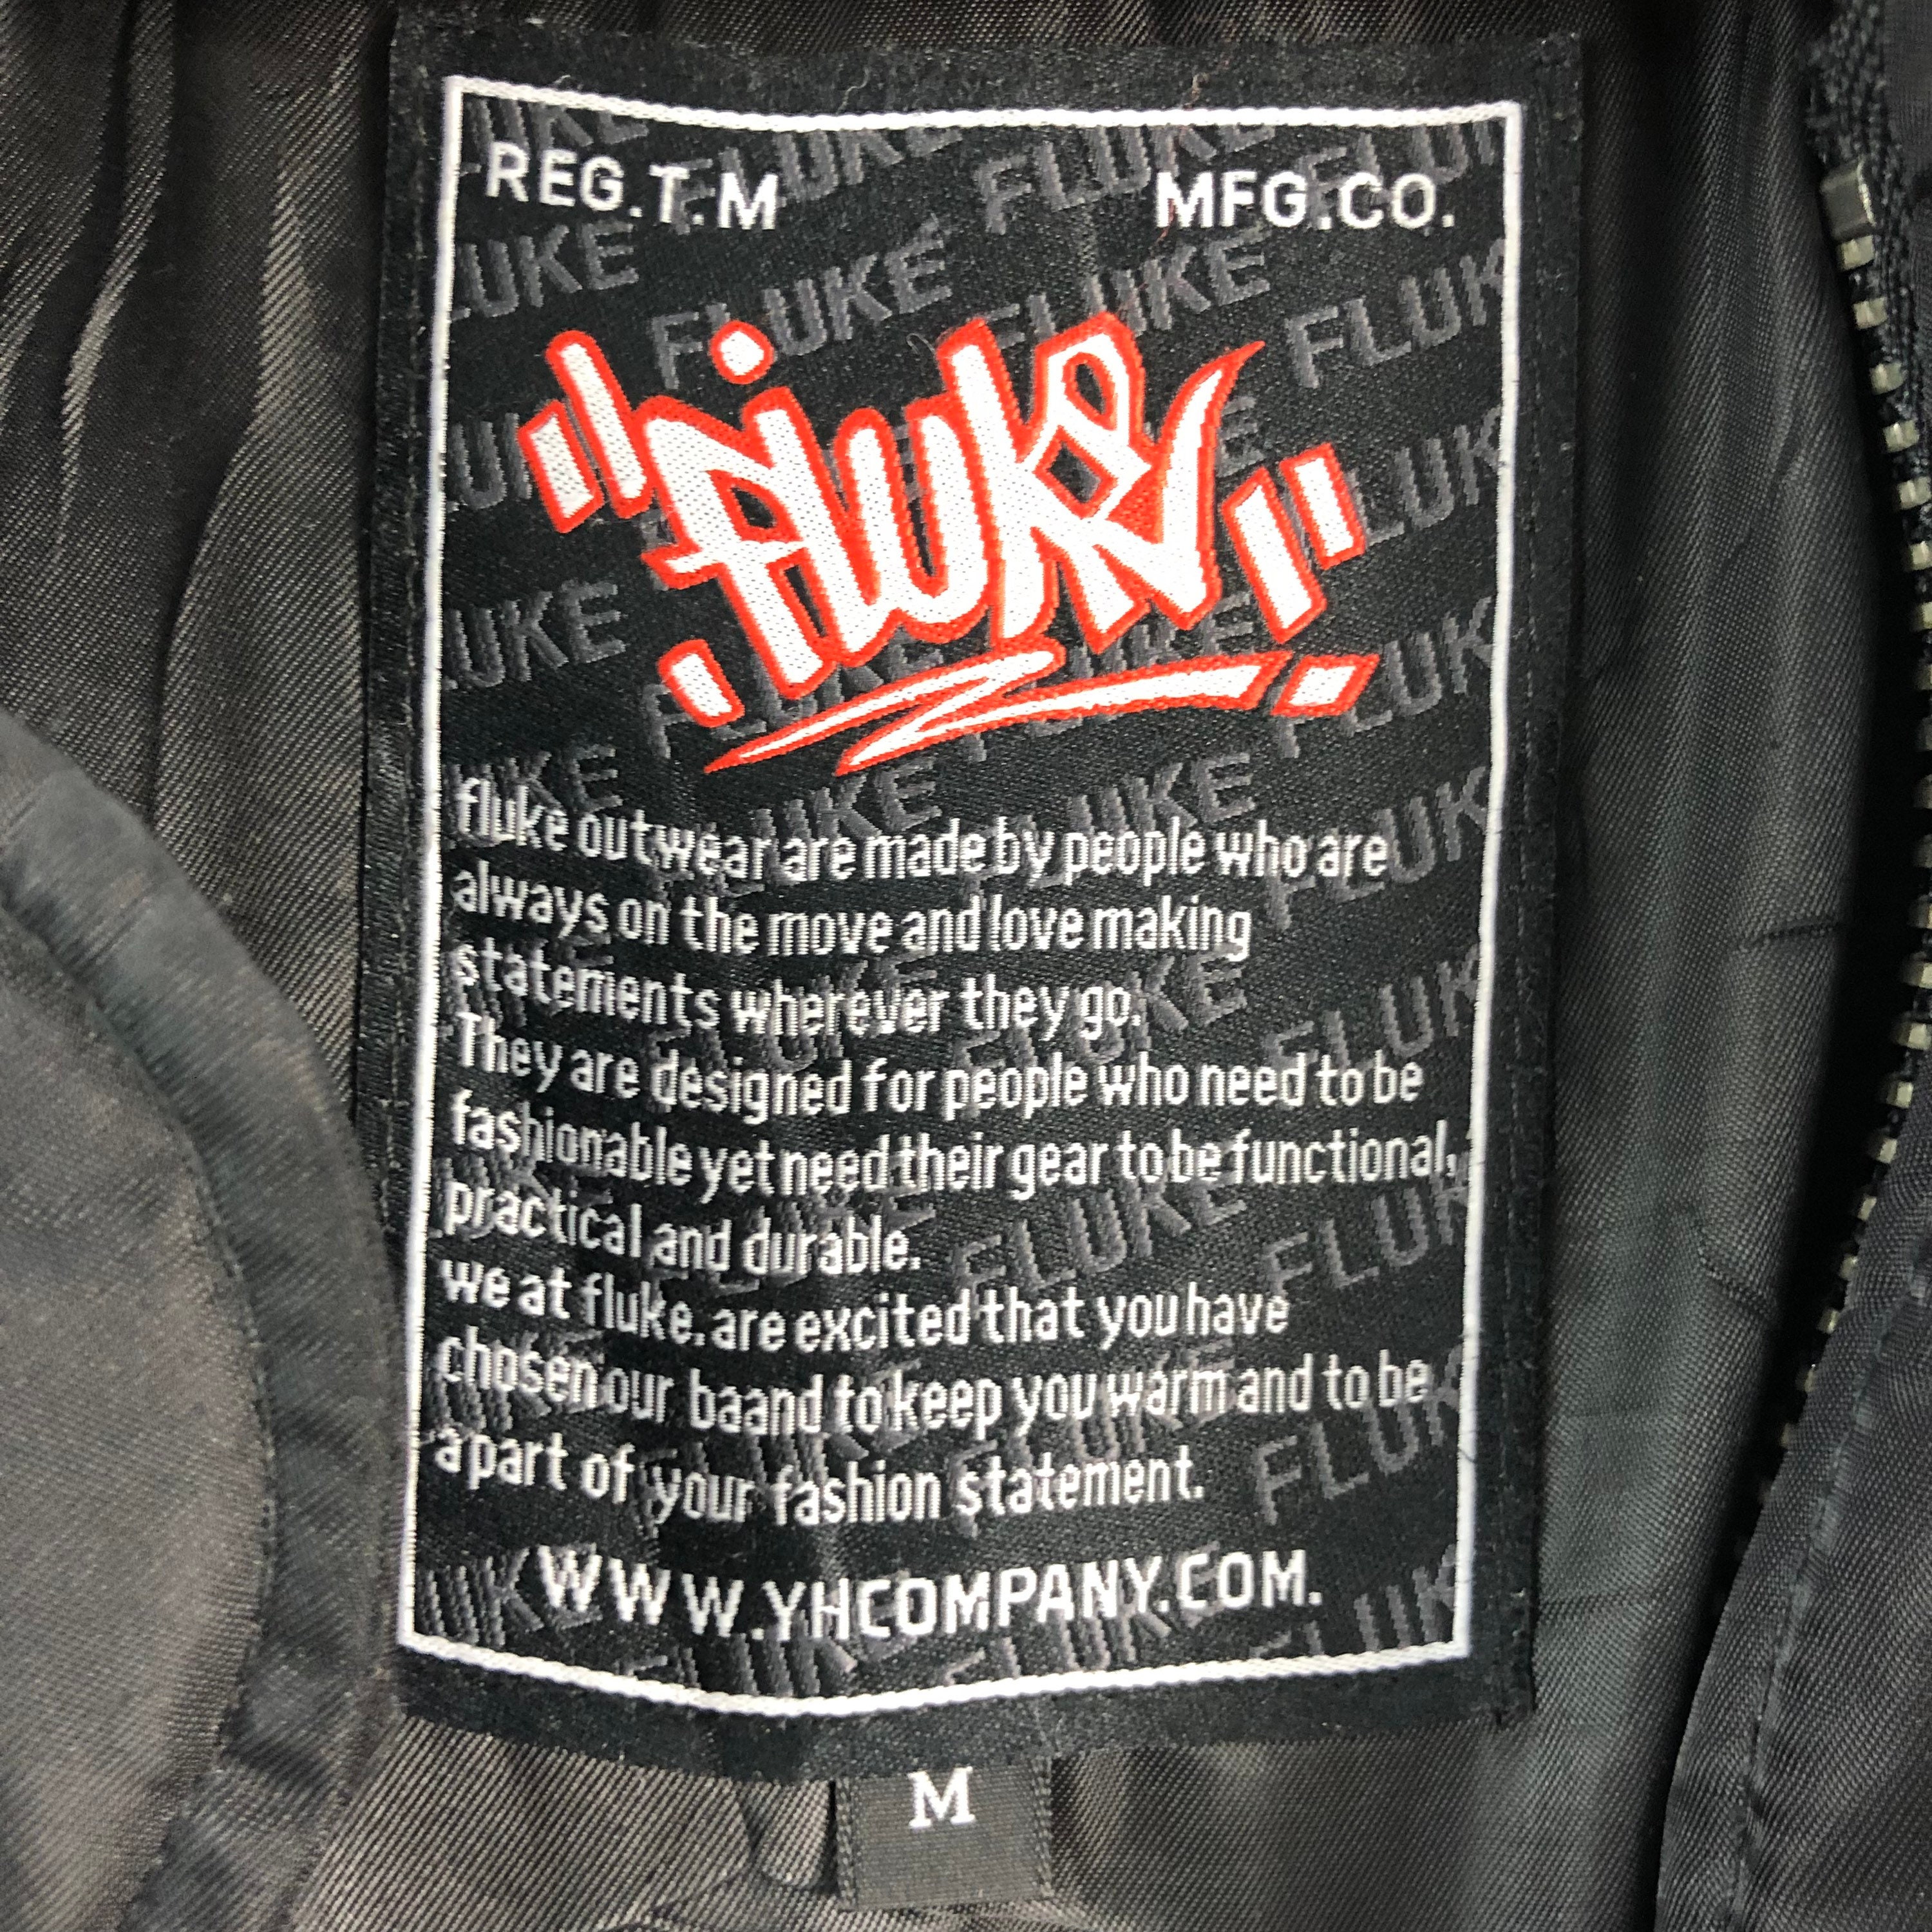 REG.T.M MFG.CO.
"fluke"
fluke outwear are made by people who are
always on the move and love making
statements wherever they go.
They are designed for people who need to be
fashionable yet need their gear to be functional,
practical and durable.
we at fluke. are excited that you have
chosen our baand to keep you warm and to be
a part of your fashion statement.
WWW.YHCOMPANY.COM.
M